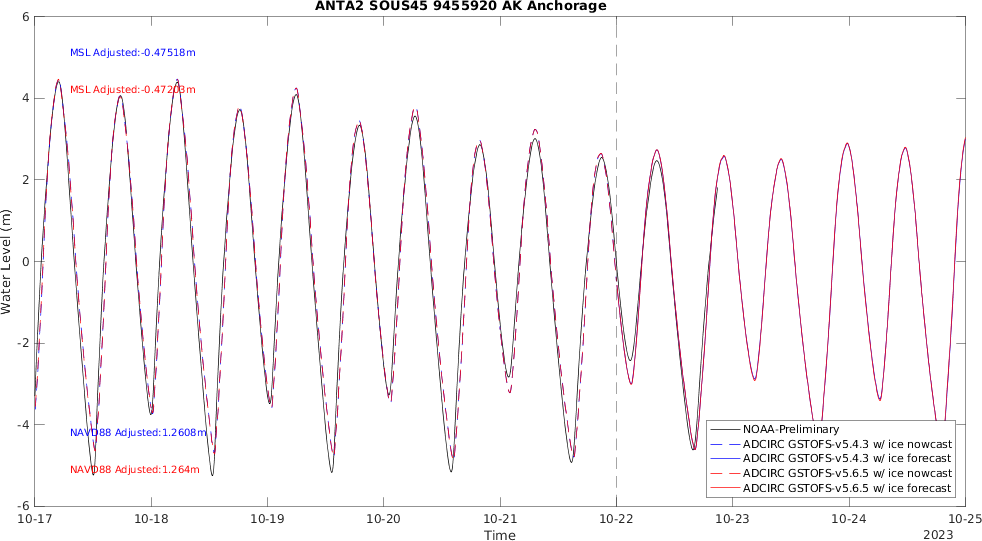 ANTA2 SOUS45 9455920 AK Anchorage
6
4
2
0
-2
-4
-6
Water Level (m)
MSL Adjusted:-0.47518m
MSL Adjusted:-0.47203m
NAVD88 Adjusted:1.2608m
NAVD88 Adjusted:1.264m
NOAA-Preliminary
ADCIRC GSTOFS-v5.4.3 w/ ice nowcast
ADCIRC GSTOFS-v5.4.3 w/ ice forecast
ADCIRC GSTOFS-v5.6.5 w/ ice nowcast
ADCIRC GSTOFS-v5.6.5 w/ ice forecast
10-17 10-18 10-19 10-20 10-21 10-22 10-23 10-24 10-25
Time
2023